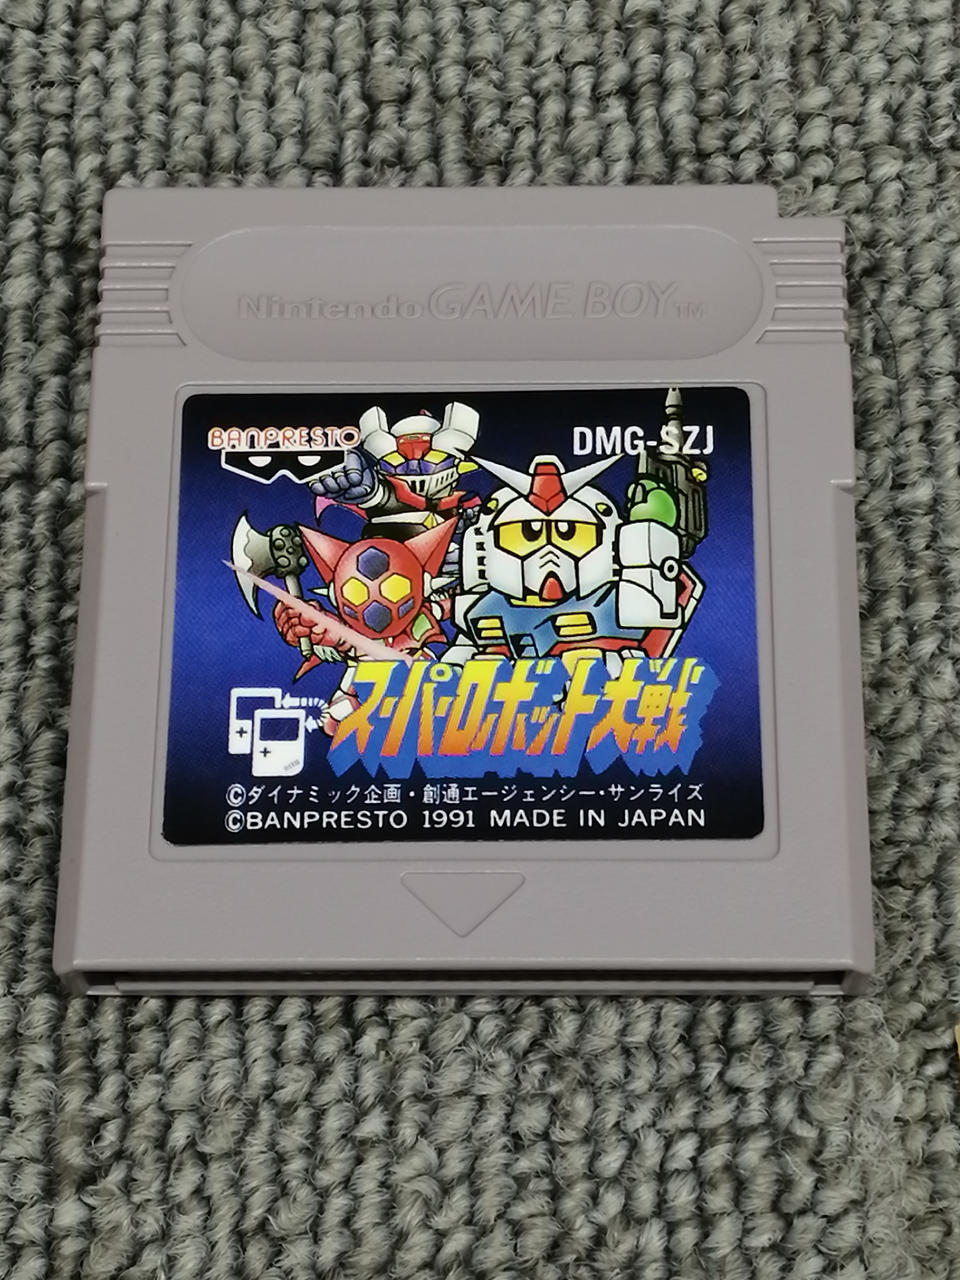 Nintendo GAME BOY TM
BANPRESTO
DMG-SZJ
スーパーロボット大戦
©ダイナミック企画・創通エージェンシー・サンライズ
©BANPRESTO 1991 MADE IN JAPAN